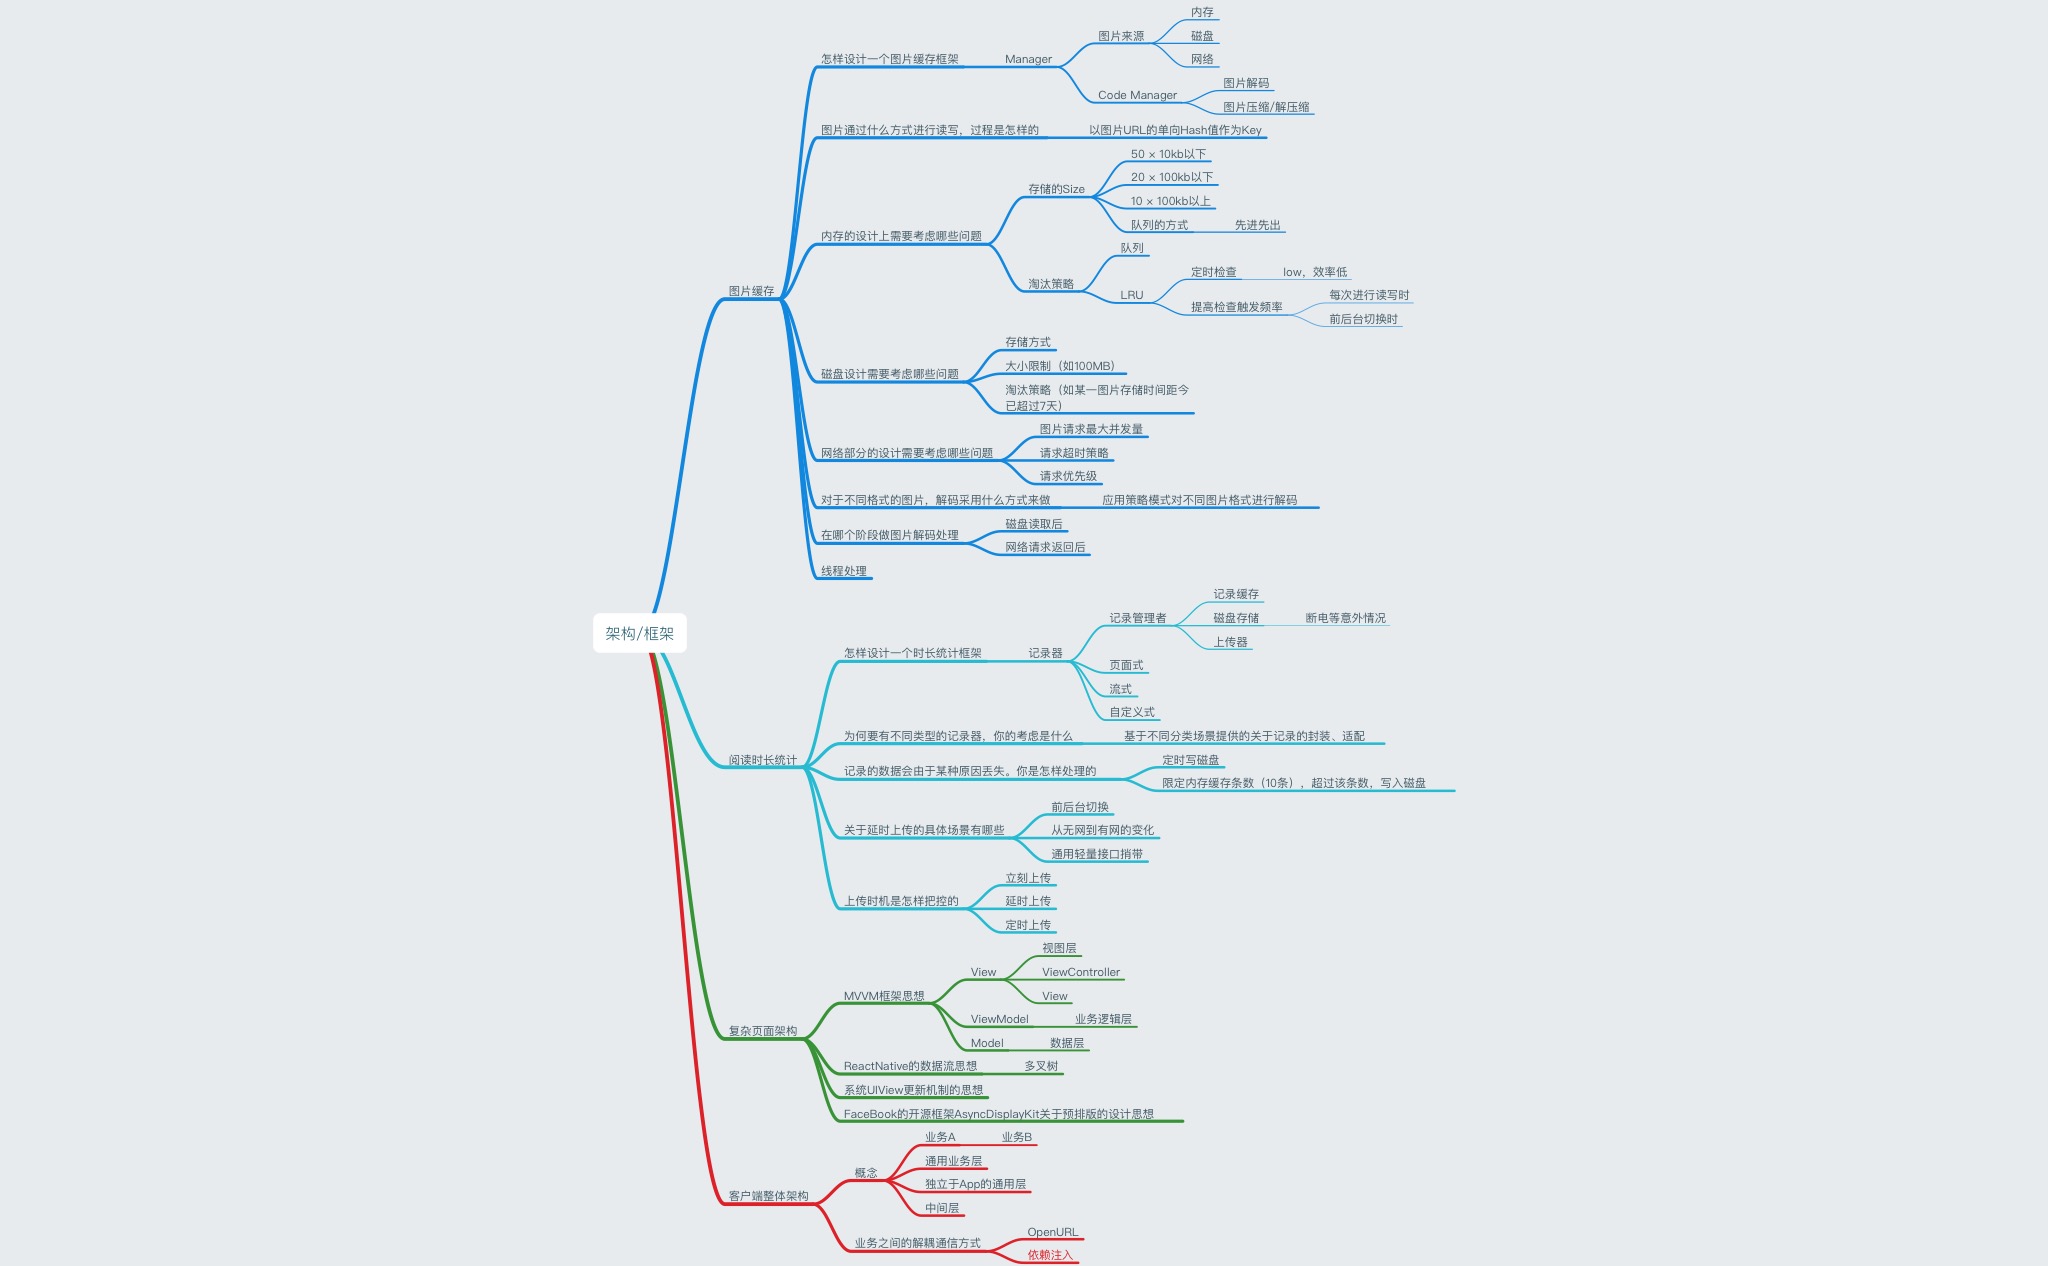 架构/框架
图片缓存
怎样设计一个图片缓存框架
Manager
图片来源
内存
磁盘
网络
Code Manager
图片解码
图片压缩/解压缩
图片通过什么方式进行读写，过程是怎样的
以图片URL的单向Hash值作为Key
内存的设计上需要考虑哪些问题
存储的Size
50 × 10kb以下
20 × 100kb以下
10 × 100kb以上
队列的方式
先进先出
淘汰策略
队列
LRU
定时检查
low，效率低
提高检查触发频率
每次进行读写时
前后台切换时
磁盘设计需要考虑哪些问题
存储方式
大小限制（如100MB）
淘汰策略（如某一图片存储时间距今
已超过7天）
网络部分的设计需要考虑哪些问题
图片请求最大并发量
请求超时策略
请求优先级
对于不同格式的图片，解码采用什么方式来做
应用策略模式对不同图片格式进行解码
在哪个阶段做图片解码处理
磁盘读取后
网络请求返回后
线程处理
阅读时长统计
怎样设计一个时长统计框架
记录器
记录管理者
记录缓存
磁盘存储
断电等意外情况
上传器
页面式
流式
自定义式
为何要有不同类型的记录器，你的考虑是什么
基于不同分类场景提供的关于记录的封装、适配
记录的数据会由于某种原因丢失。你是怎样处理的
定时写磁盘
限定内存缓存条数（10条），超过该条数，写入磁盘
关于延时上传的具体场景有哪些
前后台切换
从无网到有网的变化
通用轻量接口捎带
上传时机是怎样把控的
立刻上传
延时上传
定时上传
复杂页面架构
MVVM框架思想
View
视图层
ViewController
View
ViewModel
业务逻辑层
Model
数据层
ReactNative的数据流思想
多叉树
系统UIView更新机制的思想
FaceBook的开源框架AsyncDisplayKit关于预排版的设计思想
客户端整体架构
概念
业务A
业务B
通用业务层
独立于App的通用层
中间层
业务之间的解耦通信方式
OpenURL
依赖注入